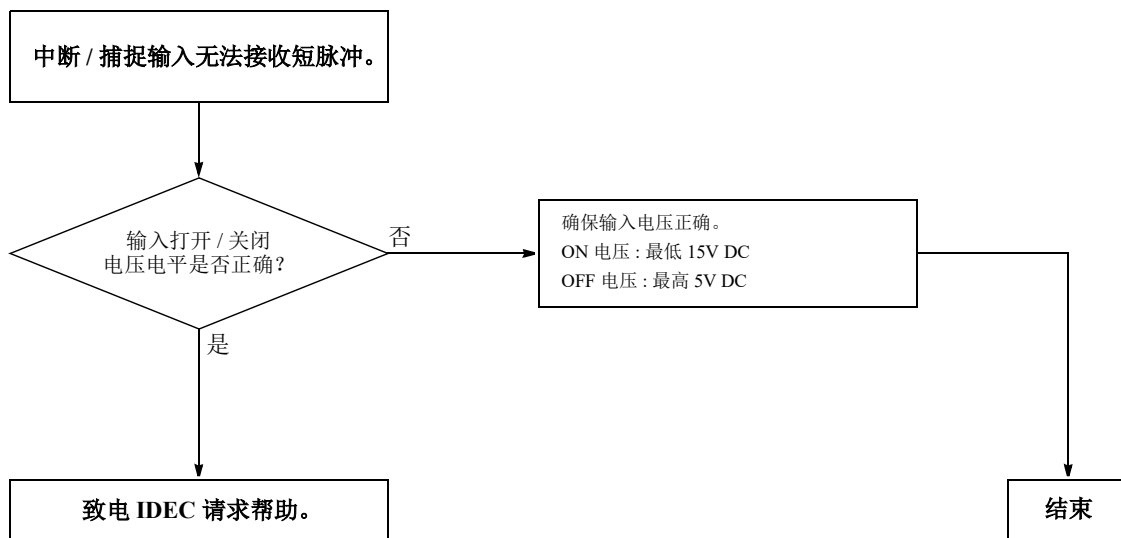 中断 / 捕捉输入无法接收短脉冲。
输入打开 / 关闭
电压电平是否正确？
否
确保输入电压正确。
ON 电压 : 最低 15V DC
OFF 电压 : 最高 5V DC
是
致电 IDEC 请求帮助。
结束